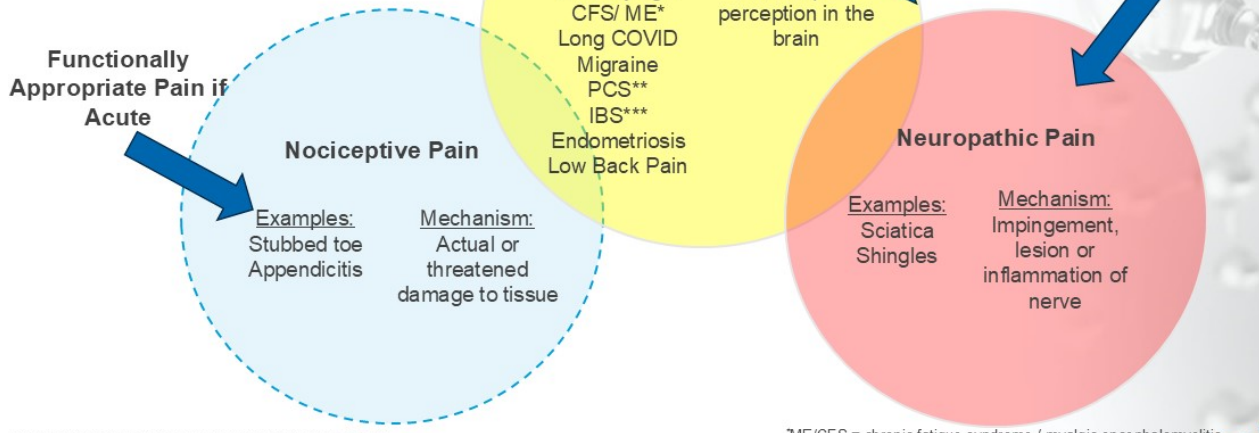 CFS/ ME*
Long COVID
Migraine
PCS**
IBS***
Endometriosis
Low Back Pain
perception in the
brain
Functionally
Appropriate Pain if
Acute
Nociceptive Pain
Examples:
Stubbed toe
Appendicitis
Mechanism:
Actual or
threatened
damage to tissue
Neuropathic Pain
Examples:
Sciatica
Shingles
Mechanism:
Impingement,
lesion or
inflammation of
nerve